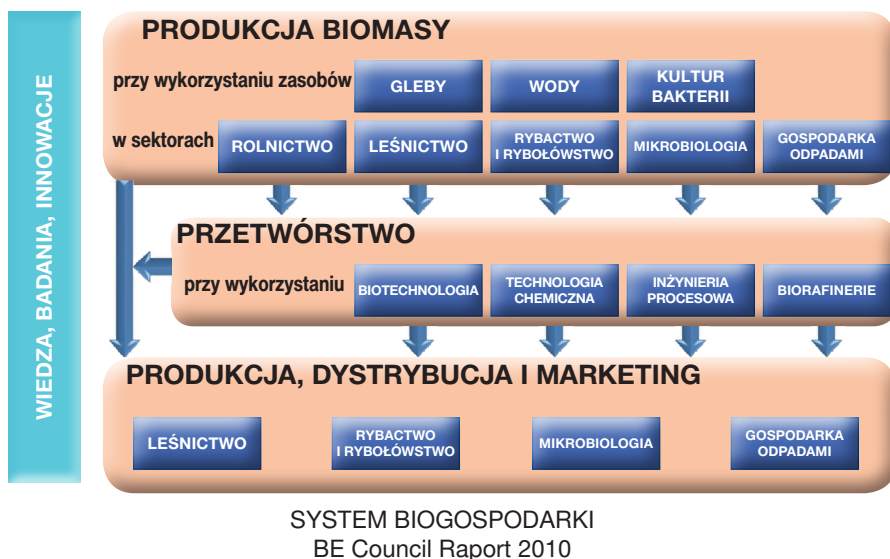 WIEDZA, BADANIA, INNOWACJE
PRODUKCJA BIOMASY
przy wykorzystaniu zasobów
GLEBY
WODY
KULTUR
BAKTERII
w sektorach
ROLNICTWO
LEŚNICTWO
RYBACTWO
I RYBOŁÓWSTWO
MIKROBIOLOGIA
GOSPODARKA
ODPADAMI
PRZETWÓRSTWO
przy wykorzystaniu
BIOTECHNOLOGIA
TECHNOLOGIA
CHEMICZNA
INŻYNIERIA
PROCESOWA
BIORAFINERIE
PRODUKCJA, DYSTRYBUCJA I MARKETING
LEŚNICTWO
RYBACTWO
I RYBOŁÓWSTWO
MIKROBIOLOGIA
GOSPODARKA
ODPADAMI
SYSTEM BIOGOSPODARKI
BE Council Raport 2010